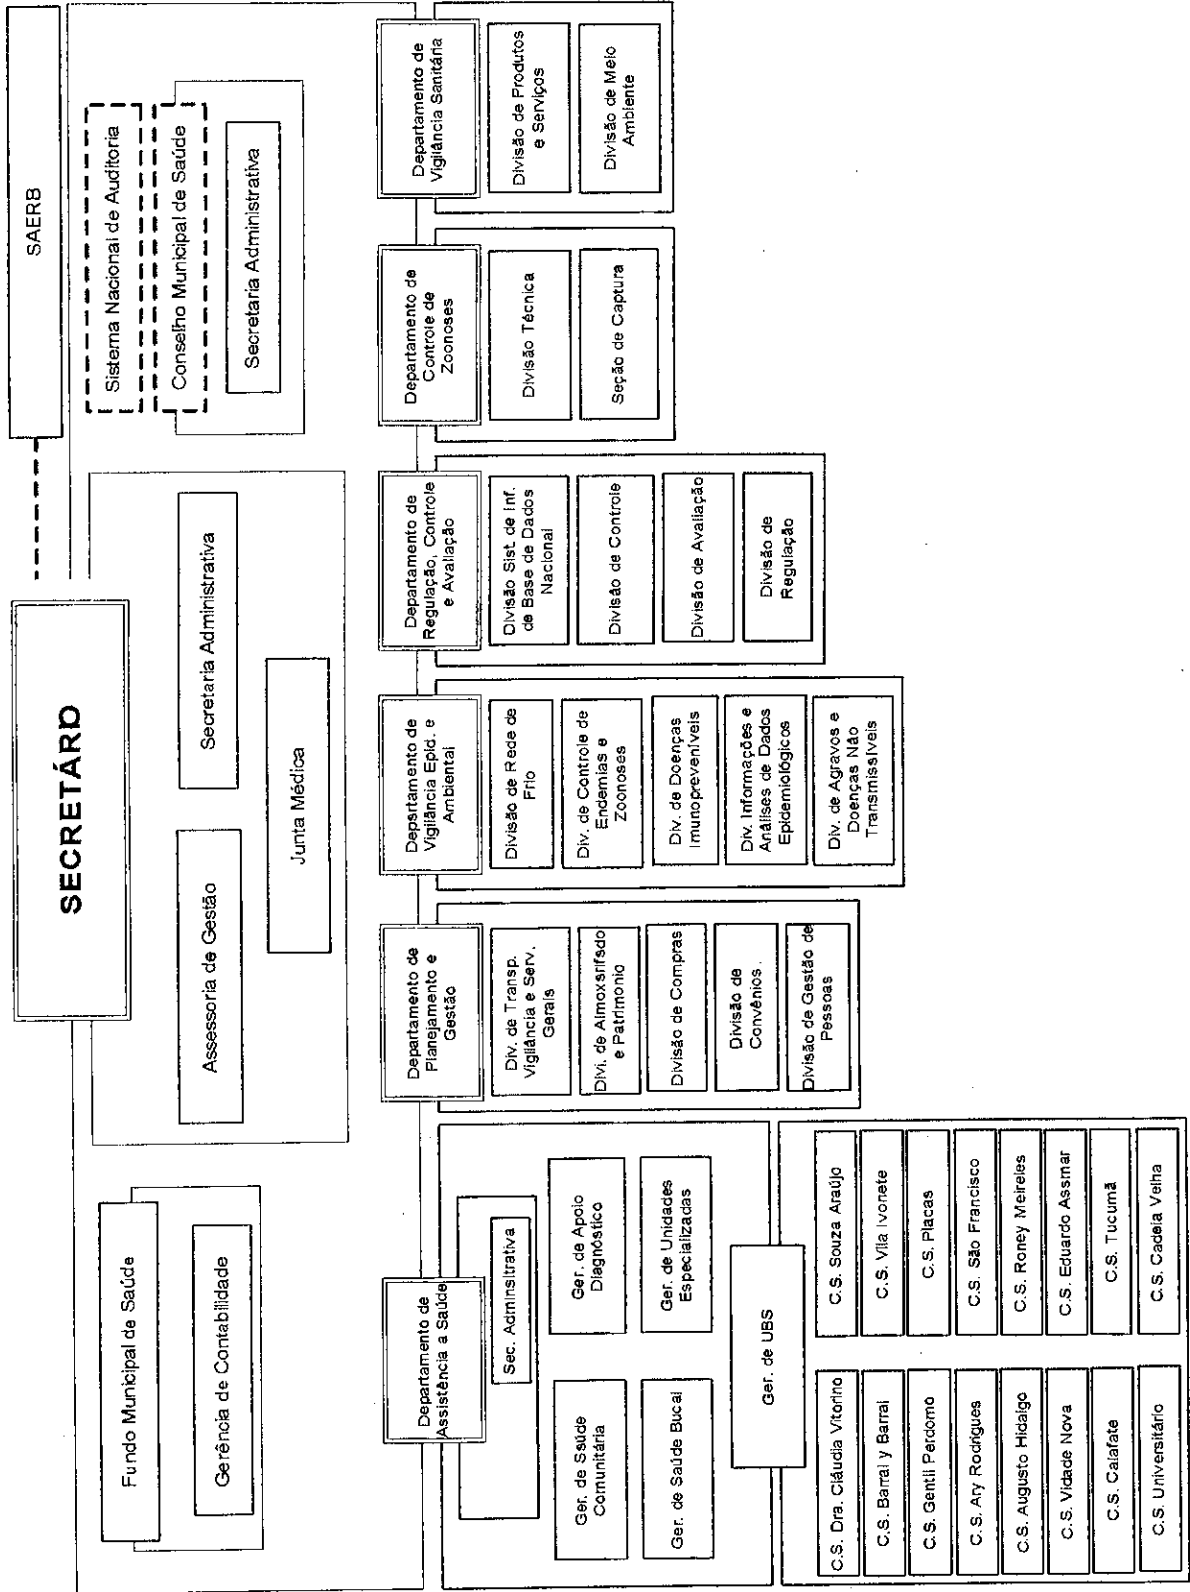 SAERB
SECRETÁRD
Fundo Municipal de Saúde
Gerência de Contabilidade
Assessoria de Gestão
Secretaria Administrativa
Junta Médica
Sistema Nacional de Auditoria
Conselho Municipal de Saúde
Secretaria Administrativa
Departamento de
Assistência a Saúde
Sec. Adminsitrativa
Ger. de Ssúde
Comunitária
Ger. de Apoio
Diagnóstico
Ger. de Saúde Bucal
Ger. de Unidades
Especializadas
Ger. de UBS
C.S. Dra. Cláudia Vitorino
C.S. Souza Araújo
C.S. Barral y Barral
C.S. Vila Ivonete
C.S. Gentil Perdomo
C.S. Placas
C.S. Ary Rodrigues
C.S. São Francisco
C.S. Augusto Hidalgo
C.S. Roney Meireles
C.S. Vidade Nova
C.S. Eduardo Assmar
C.S. Calafate
C.S. Tucumã
C.S. Universitário
C.S. Cadeia Velha
Departamento de
Planejamento e
Gestão
Div. de Transp.
Vigilância e Serv.
Gerais
Divi. de Almoxsrifsdo
e Patrimonio
Divisão de Compras
Divisão de
Convênios .
Divisão de Gestão de
Pessoas
Depsrtamento de
Vigilância Epid. e
Ambiental
Divisão de Rede de
Frio
Div. de Controle de
Endemias e
Zoonoses
Div. de Doenças
Imunopreveníveis
Div. Informações e
Análises de Dados
Epidemiológicos
Div. de Agravos e
Doenças Não
Transmissíveis
Departamento de
Regulação, Controle
e Avaliação
Divisão Sist. de Inf.
de Base de Dados
Nacional
Divisão de Controle
Divisão de Avaliação
Divisão de
Regulação
Departamento de
Controle de
Zoonoses
Divisão Técnica
Seção de Captura
Departamento de
Vigilância Sanitária
Divisão de Produtos
e Serviços
Divisão de Meio
Ambiente